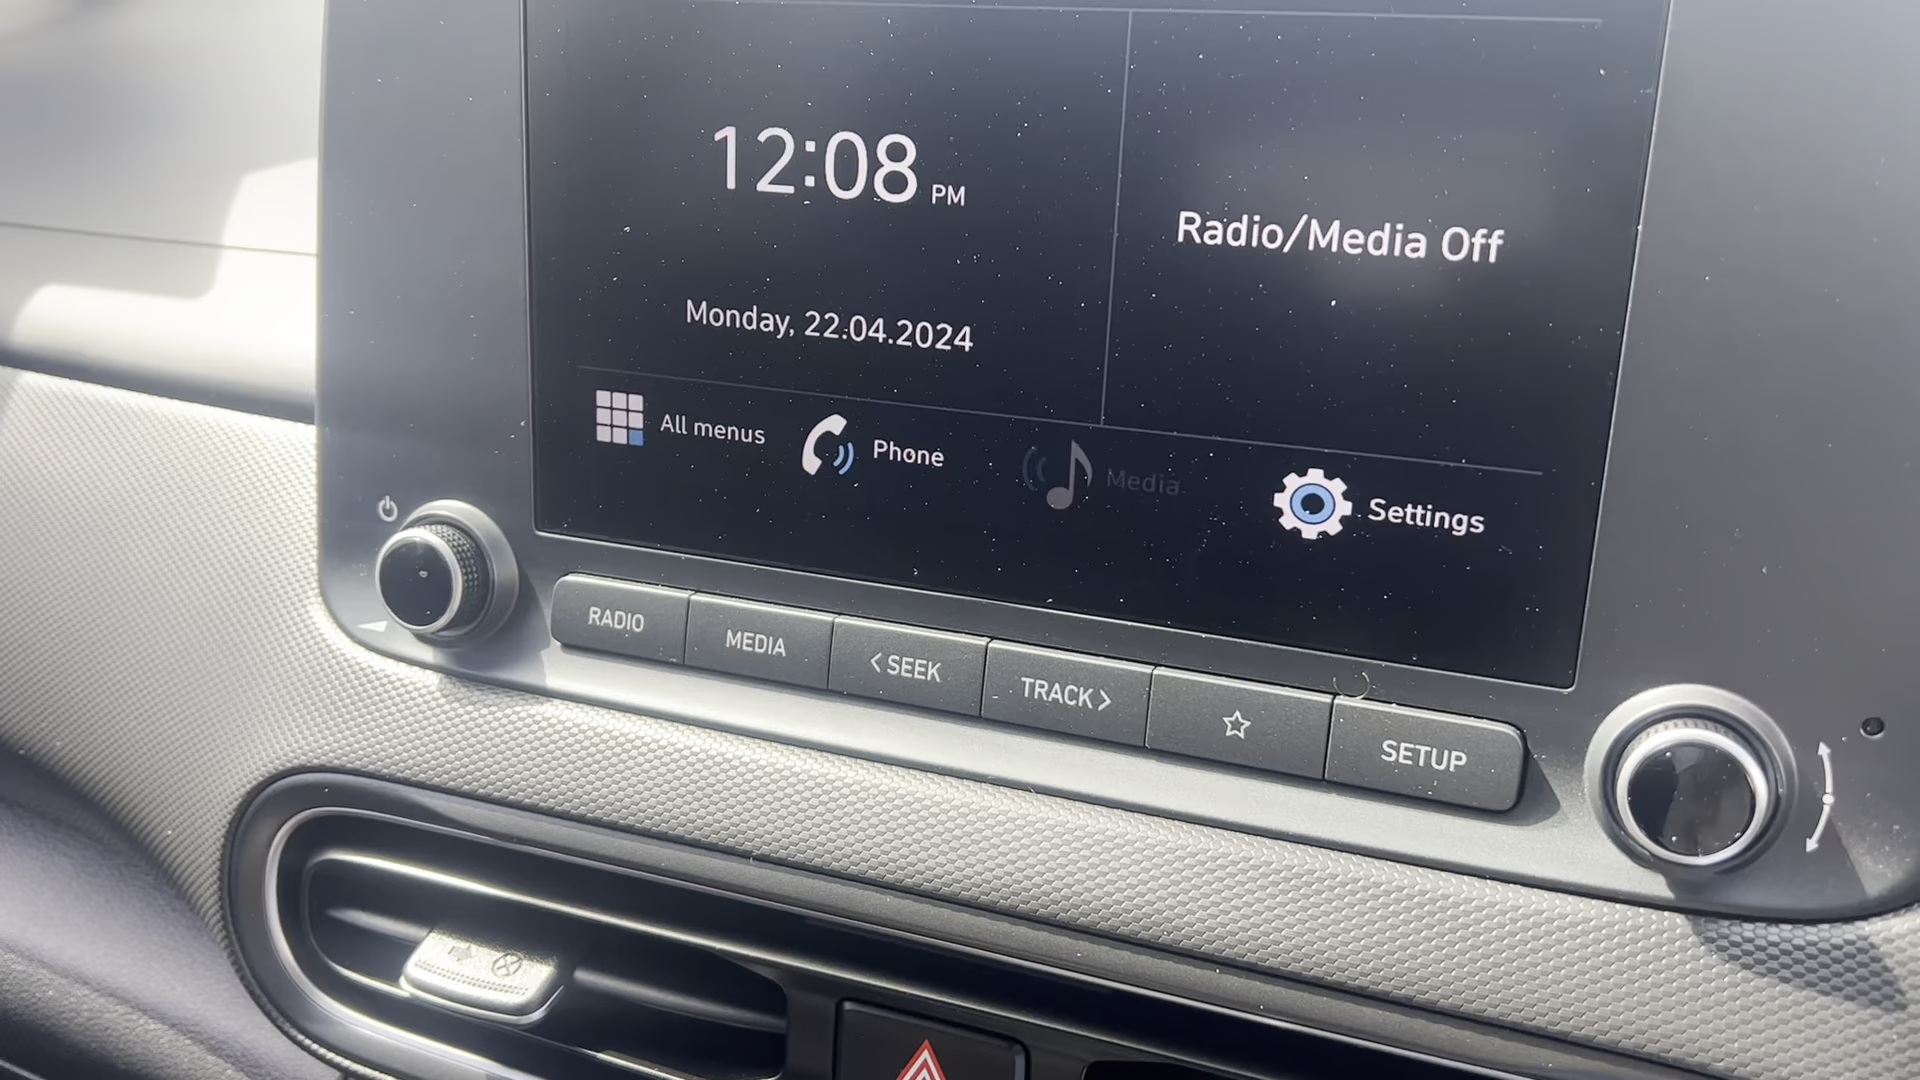 12:08 PM
Radio/Media Off
Monday, 22.04.2024
All menus
Phone
Media
Settings
RADIO
MEDIA
< SEEK
TRACK >
SETUP